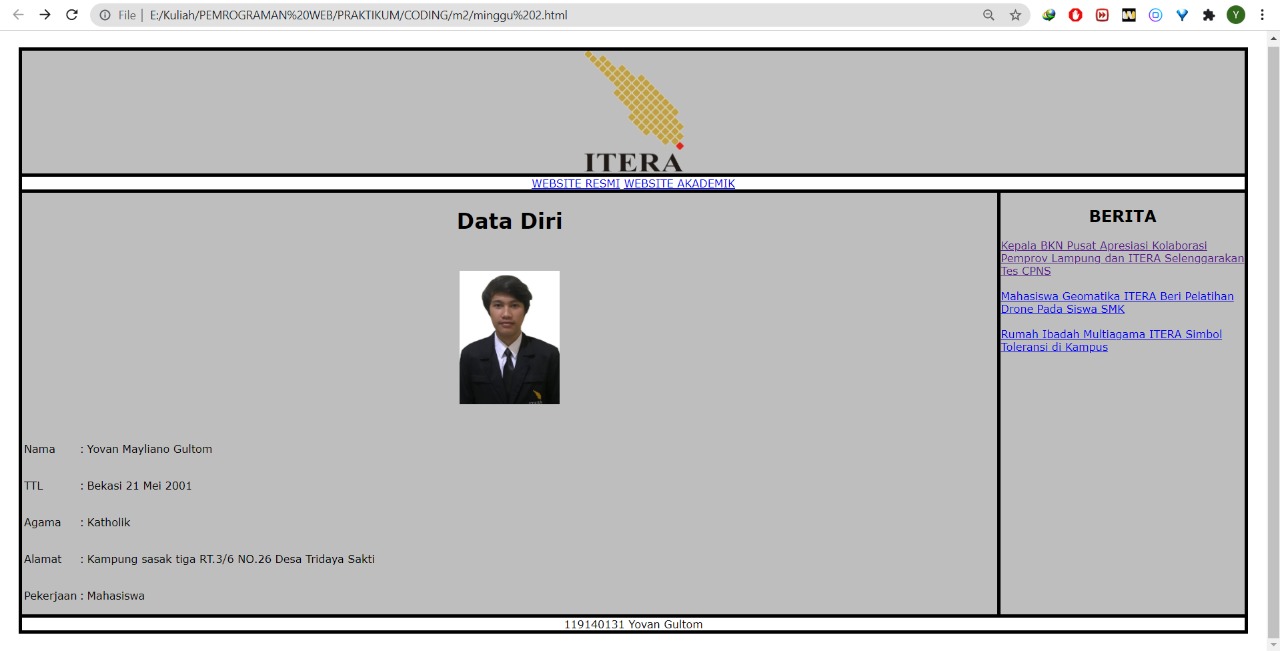 File | E:/Kuliah/PEMROGRAMAN%20WEB/PRAKTIKUM/CODING/m2/minggu%202.html
Y
ITERA
WEBSITE RESMI WEBSITE AKADEMIK
Data Diri
Nama : Yovan Mayliano Gultom
TTL : Bekasi 21 Mei 2001
Agama : Katholik
Alamat : Kampung sasak tiga RT.3/6 NO.26 Desa Tridaya Sakti
Pekerjaan : Mahasiswa
BERITA
Kepala BKN Pusat Apresiasi Kolaborasi
Pemprov Lampung dan ITERA Selenggarakan
Tes CPNS
Mahasiswa Geomatika ITERA Beri Pelatihan
Drone Pada Siswa SMK
Rumah Ibadah Multiagama ITERA Simbol
Toleransi di Kampus
119140131 Yovan Gultom